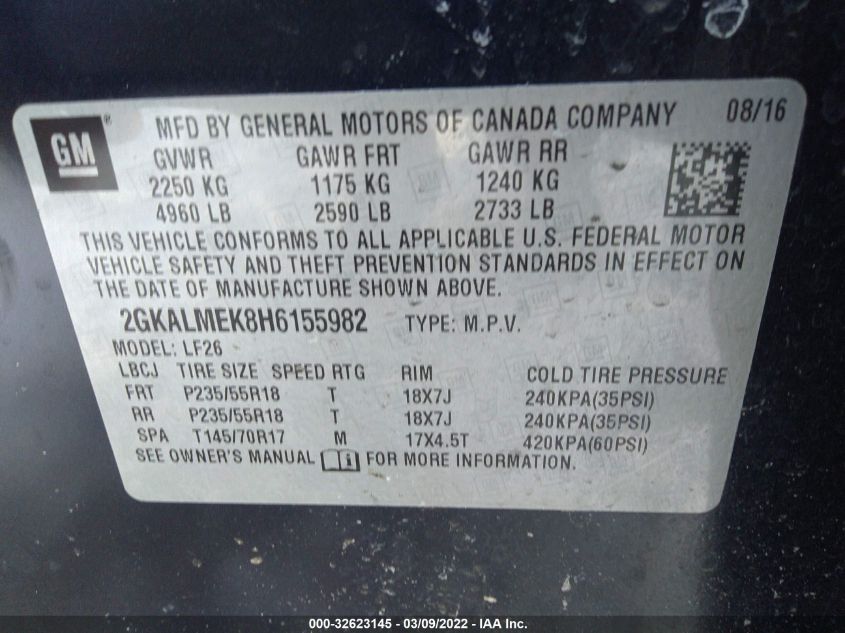 GM ® MFD BY GENERAL MOTORS OF CANADA COMPANY 08/16
GVWR GAWR FRT GAWR RR
2250 KG 1175 KG 1240 KG
4960 LB 2590 LB 2733 LB
THIS VEHICLE CONFORMS TO ALL APPLICABLE U.S. FEDERAL MOTOR
VEHICLE SAFETY AND THEFT PREVENTION STANDARDS IN EFFECT ON
THE DATE OF MANUFACTURE SHOWN ABOVE.
2GKALMEK8H6155982 TYPE: M.P.V.
MODEL: LF26
LBCJ TIRE SIZE SPEED RTG RIM COLD TIRE PRESSURE
FRT P235/55R18 T 18X7J 240KPA(35PSI)
RR P235/55R18 T 18X7J 240KPA(35PSI)
SPA T145/70R17 M 17X4.5T 420KPA(60PSI)
SEE OWNER'S MANUAL FOR MORE INFORMATION.
000-32623145 - 03/09/2022 - IAA Inc.